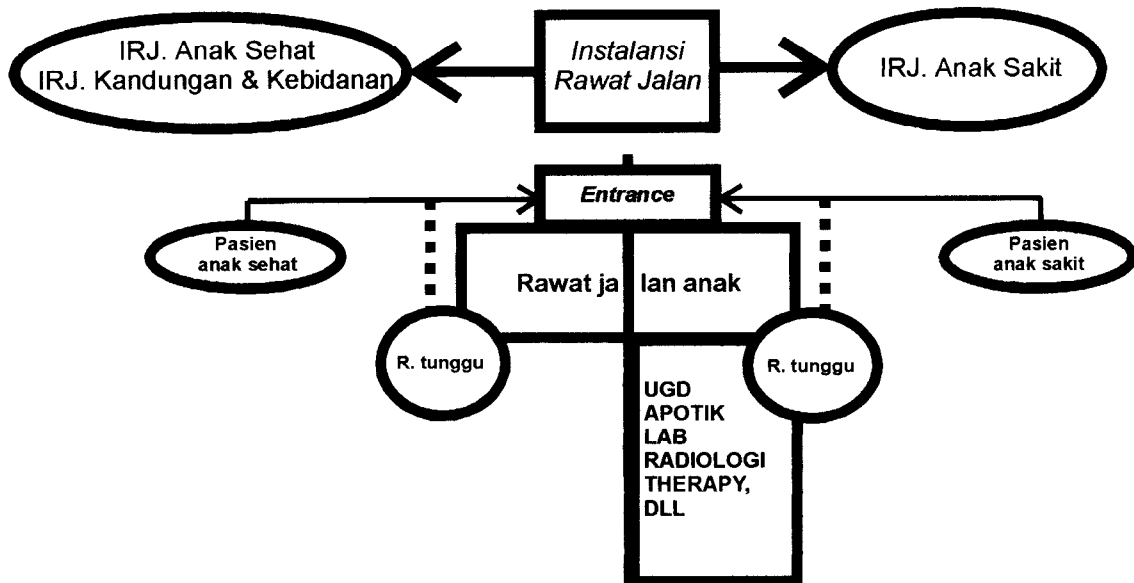 IRJ. Anak Sehat
IRJ. Kandungan & Kebidanan
Instalansi
Rawat Jalan
IRJ. Anak Sakit
Entrance
Pasien
anak sehat
Pasien
anak sakit
Rawat ja lan anak
R. tunggu
R. tunggu
UGD
APOTIK
LAB
RADIOLOGI
THERAPY,
DLL